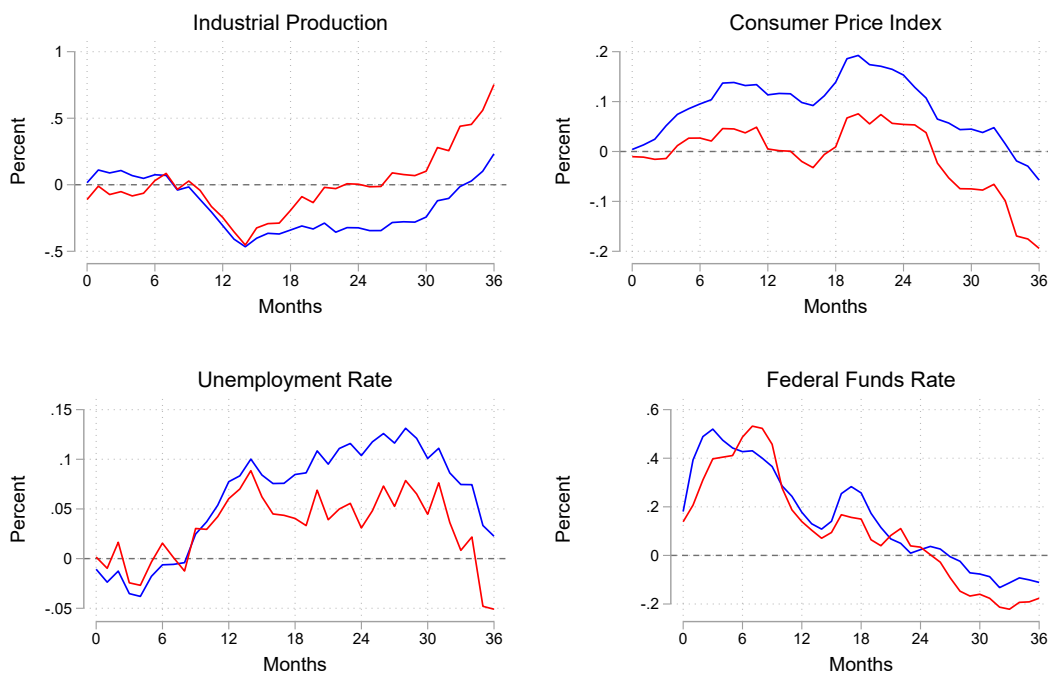 Industrial Production
Percent
1
.5
0
-.5
0 6 12 18 24 30 36
Months
Consumer Price Index
Percent
.2
.1
0
-.1
-.2
0 6 12 18 24 30 36
Months
Unemployment Rate
Percent
.15
.1
.05
0
-.05
0 6 12 18 24 30 36
Months
Federal Funds Rate
Percent
.6
.4
.2
0
-.2
0 6 12 18 24 30 36
Months